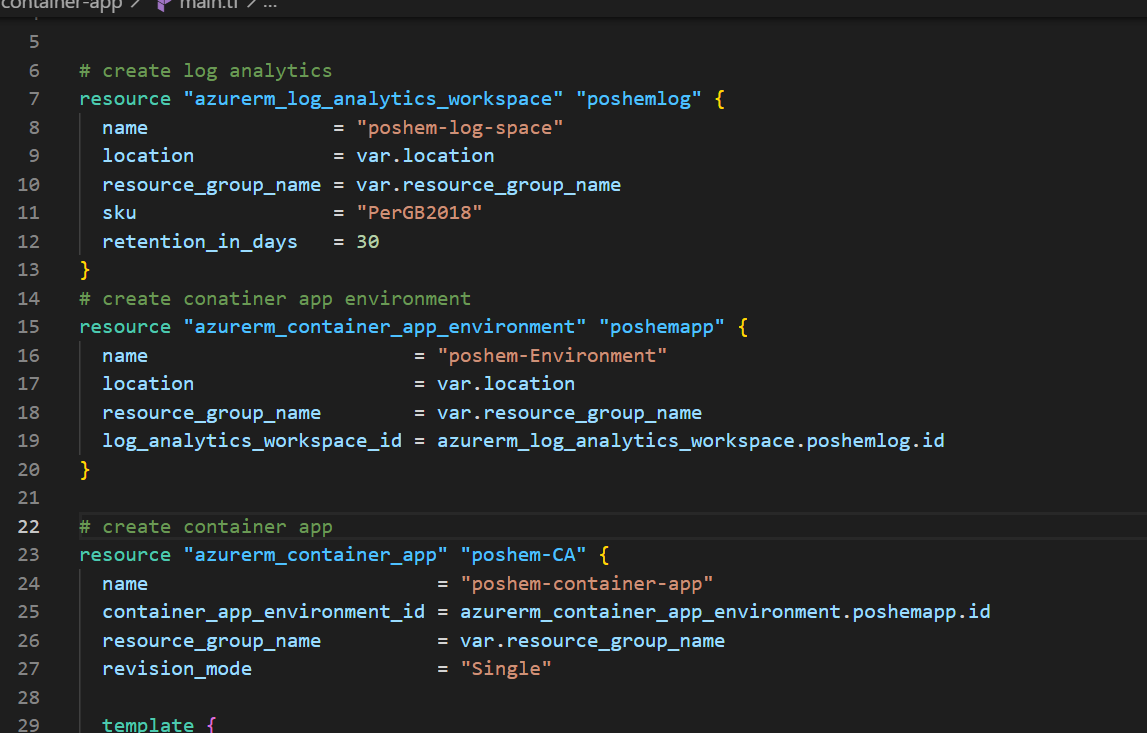 container-app > main.tf > ...
5
6 # create log analytics
7 resource "azurerm_log_analytics_workspace" "poshemlog" {
8 name = "poshem-log-space"
9 location = var.location
10 resource_group_name = var.resource_group_name
11 sku = "PerGB2018"
12 retention_in_days = 30
13 }
14 # create conatiner app environment
15 resource "azurerm_container_app_environment" "poshemapp" {
16 name = "poshem-Environment"
17 location = var.location
18 resource_group_name = var.resource_group_name
19 log_analytics_workspace_id = azurerm_log_analytics_workspace.poshemlog.id
20 }
21
22 # create container app
23 resource "azurerm_container_app" "poshem-CA" {
24 name = "poshem-container-app"
25 container_app_environment_id = azurerm_container_app_environment.poshemapp.id
26 resource_group_name = var.resource_group_name
27 revision_mode = "Single"
28
29 template {